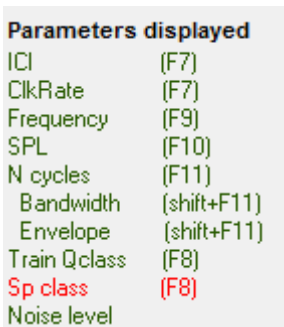 Parameters displayed
ICI (F7)
ClkRate (F7)
Frequency (F9)
SPL (F10)
N cycles (F11)
Bandwidth (shift+F11)
Envelope (shift+F11)
Train Qclass (F8)
Sp class (F8)
Noise level